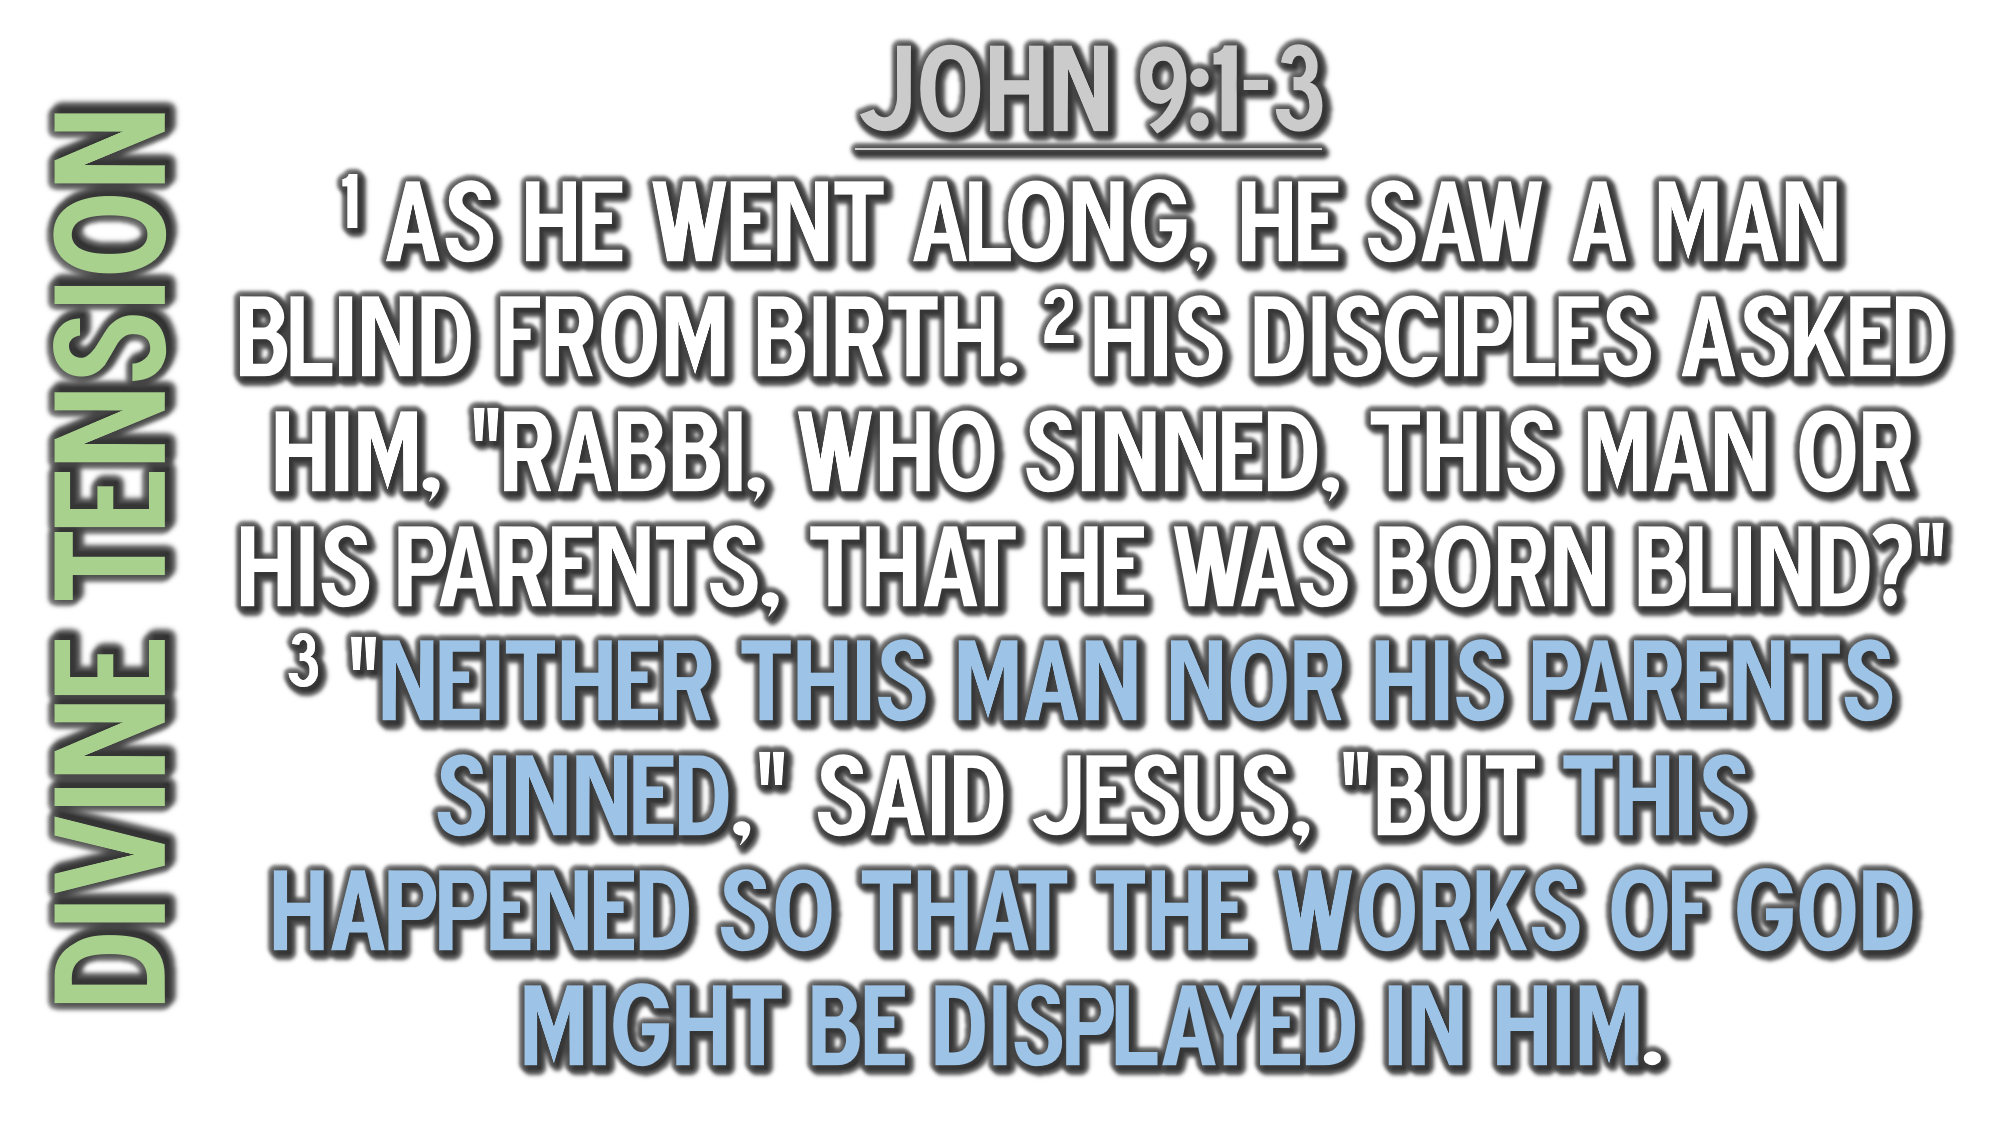 DIVINE TENSION
JOHN 9:1-3
1 AS HE WENT ALONG, HE SAW A MAN
BLIND FROM BIRTH. 2 HIS DISCIPLES ASKED
HIM, "RABBI, WHO SINNED, THIS MAN OR
HIS PARENTS, THAT HE WAS BORN BLIND?"
3 "NEITHER THIS MAN NOR HIS PARENTS
SINNED," SAID JESUS, "BUT THIS
HAPPENED SO THAT THE WORKS OF GOD
MIGHT BE DISPLAYED IN HIM.